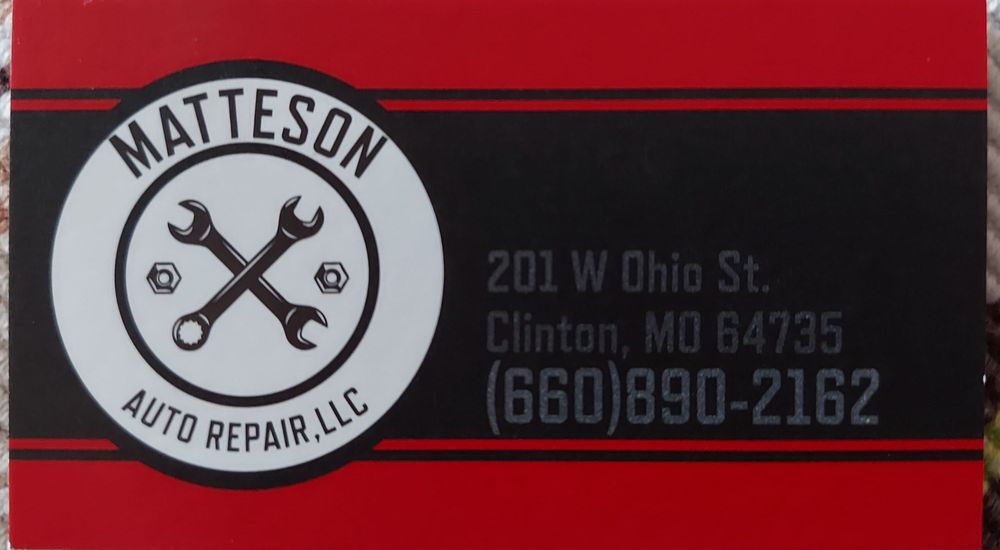 MATTESON
AUTO REPAIR,LLC
201 W Ohio St.
Clinton, MO 64735
(660)890-2162